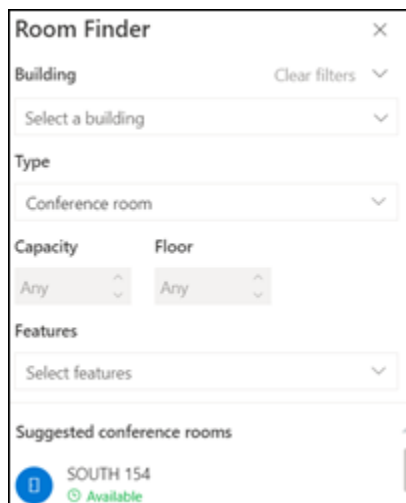 Room Finder
Building Clear filters
Select a building
Type
Conference room
Capacity Floor
Any Any
Features
Select features
Suggested conference rooms
SOUTH 154
Available